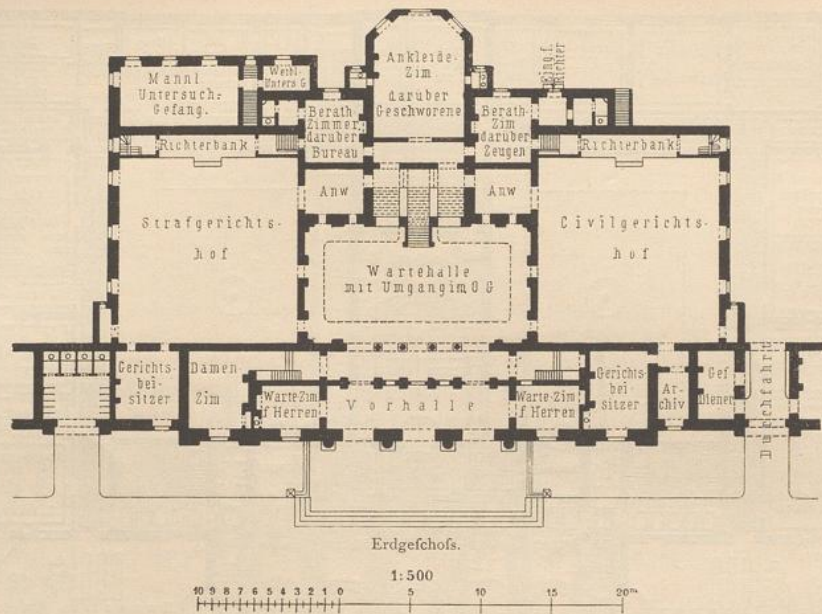 Ankleide-
Zim
darüber
Geschworene
Männl.
Untersuch-
Gefang.
Weibl
Unters G
Berath-
Zimmer,
darüber
Bureau
Berath-
Zim
darüber
Zeugen
Eing. f.
Richter
Richterbank
Richterbank
Anw
Anw
Strafgerichts-
hof
Civilgerichts-
hof
Wartehalle
mit Umgang im O G
Gerichts-
bei-
sitzer
Damen
Zim
Warte-Zim
f Herren
Vorhalle
Warte-Zim
f Herren
Gerichts-
bei-
sitzer
Ar-
chiv
Gef
Diener
Durchfahrt
Erdgeſchoſs.
1:500
10 9 8 7 6 5 4 3 2 1 0 5 10 15 20m